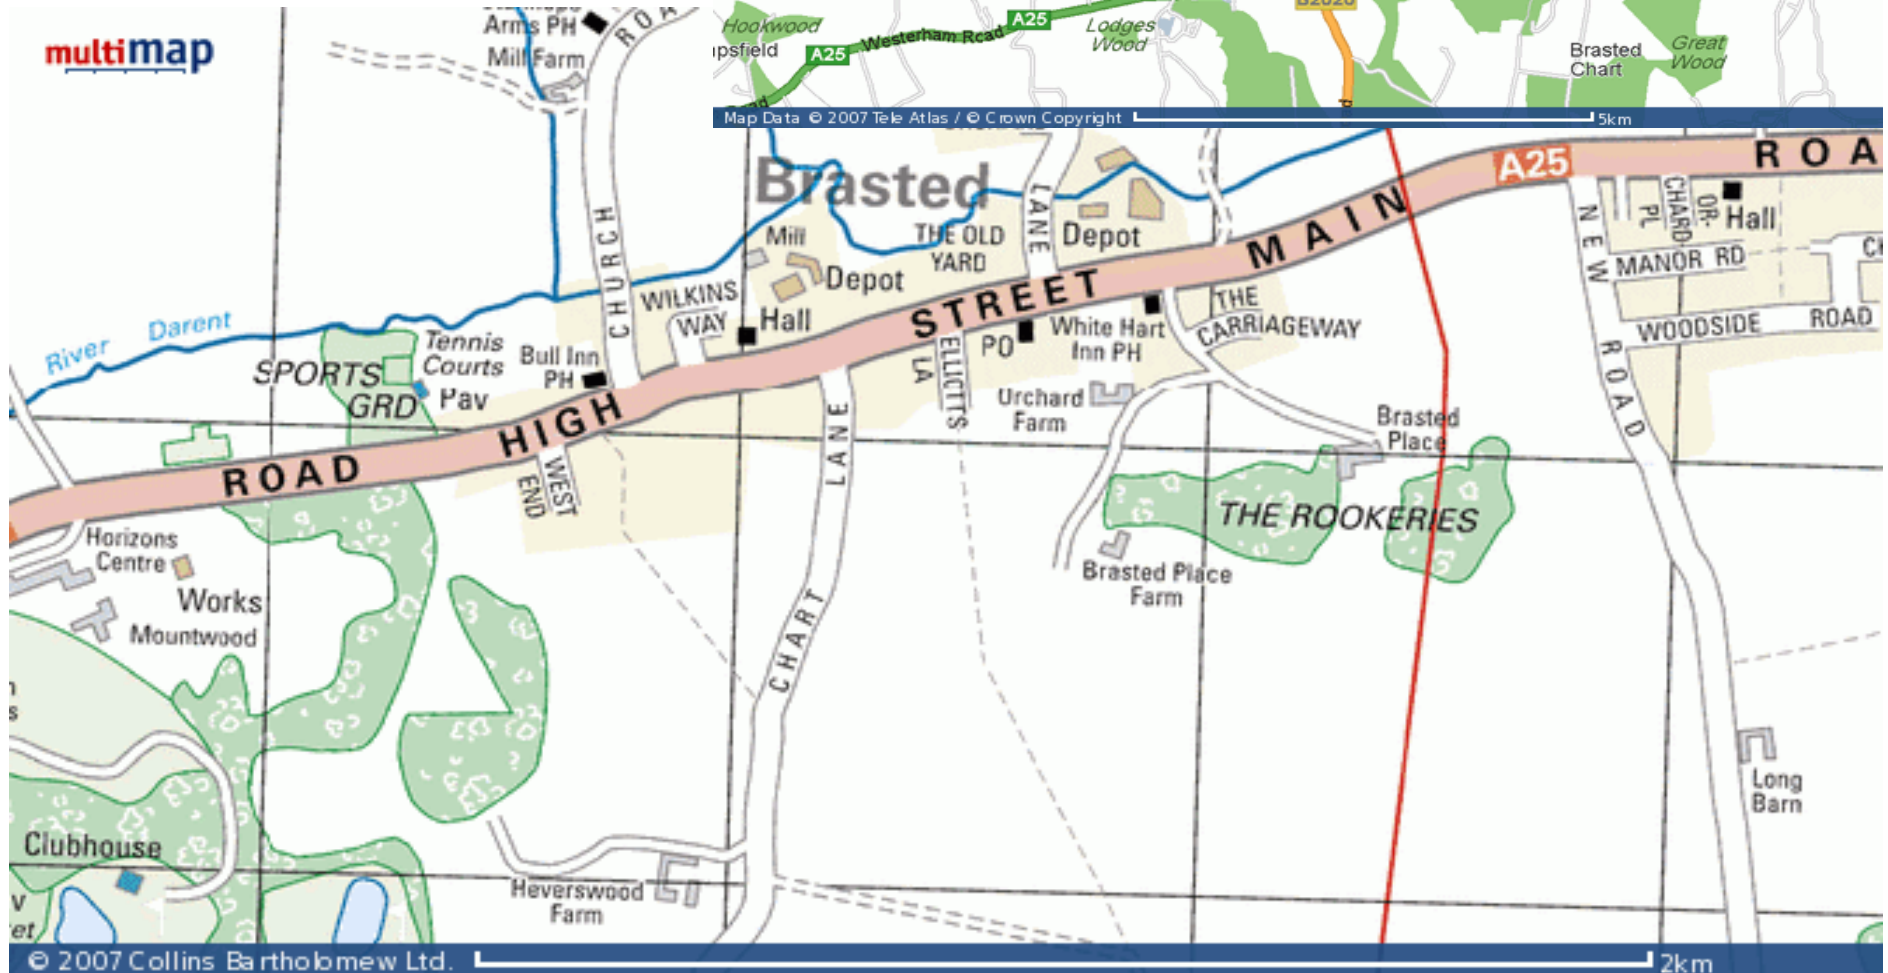 multimap
Arms PH
Mill Farm
ROA
Hookwood
A25
Westerham Road
A25
Lodges
Wood
B2026
Brasted
Chart
Great
Wood
Map Data © 2007 Tele Atlas / © Crown Copyright
5km
Brasted
CHURCH
Mill
Depot
THE OLD
YARD
LANE
Depot
A25
MAIN
ROA
NEW
ROAD
PL
OR-
CHARD
Hall
MANOR RD
WOODSIDE ROAD
River Darent
WILKINS
WAY
Hall
STREET
THE
CARRIAGEWAY
White Hart
Inn PH
PO
ELLICTTS
LA
Urchard
Farm
Tennis
Courts
SPORTS
GRD
Pav
Bull Inn
PH
HIGH
ROAD
WEST
END
CHART LANE
Brasted
Place
THE ROOKERIES
Brasted Place
Farm
Horizons
Centre
Works
Mountwood
Clubhouse
Heverswood
Farm
Long
Barn
© 2007 Collins Bartholomew Ltd.
2km